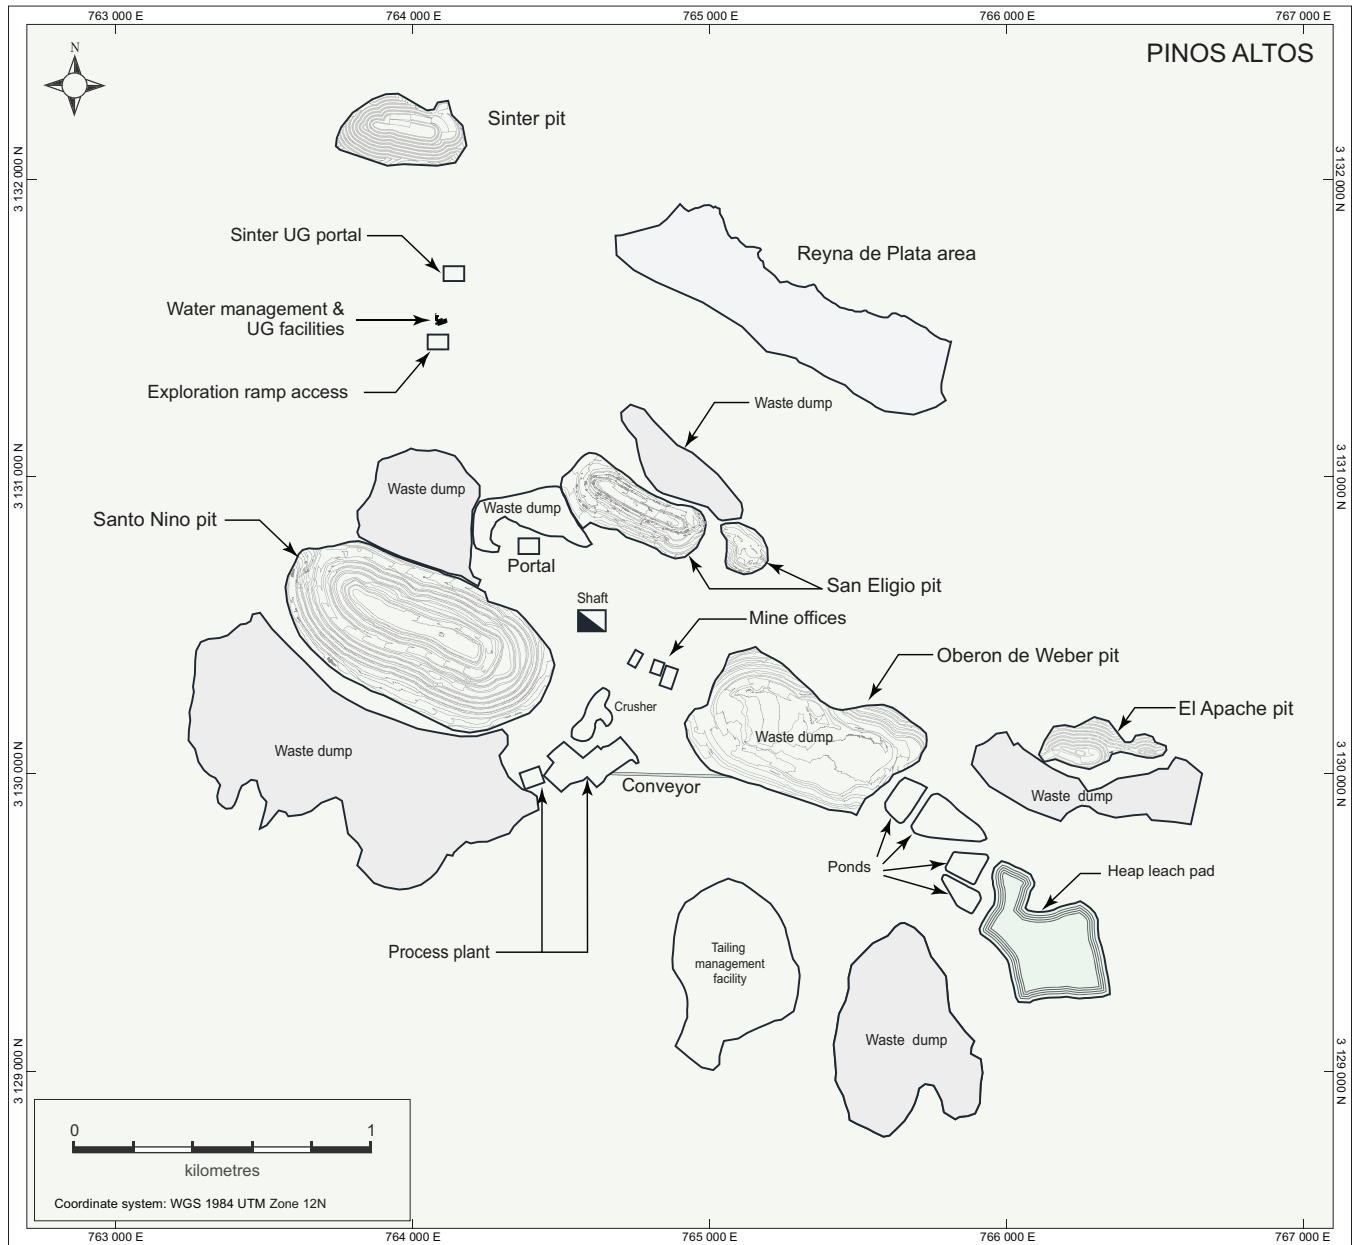 763 000 E
764 000 E
765 000 E
766 000 E
767 000 E
N
PINOS ALTOS
Sinter pit
3 132 000 N
3 132 000 N
Sinter UG portal
Reyna de Plata area
Water management &
UG facilities
Exploration ramp access
Waste dump
3 131 000 N
3 131 000 N
Waste dump
Waste dump
Santo Nino pit
Portal
San Eligio pit
Shaft
Mine offices
Oberon de Weber pit
Crusher
El Apache pit
Waste dump
Waste dump
3 130 000 N
3 130 000 N
Conveyor
Waste dump
Ponds
Heap leach pad
Process plant
Tailing
management
facility
Waste dump
3 129 000 N
3 129 000 N
0
1
kilometres
Coordinate system: WGS 1984 UTM Zone 12N
763 000 E
764 000 E
765 000 E
766 000 E
767 000 E